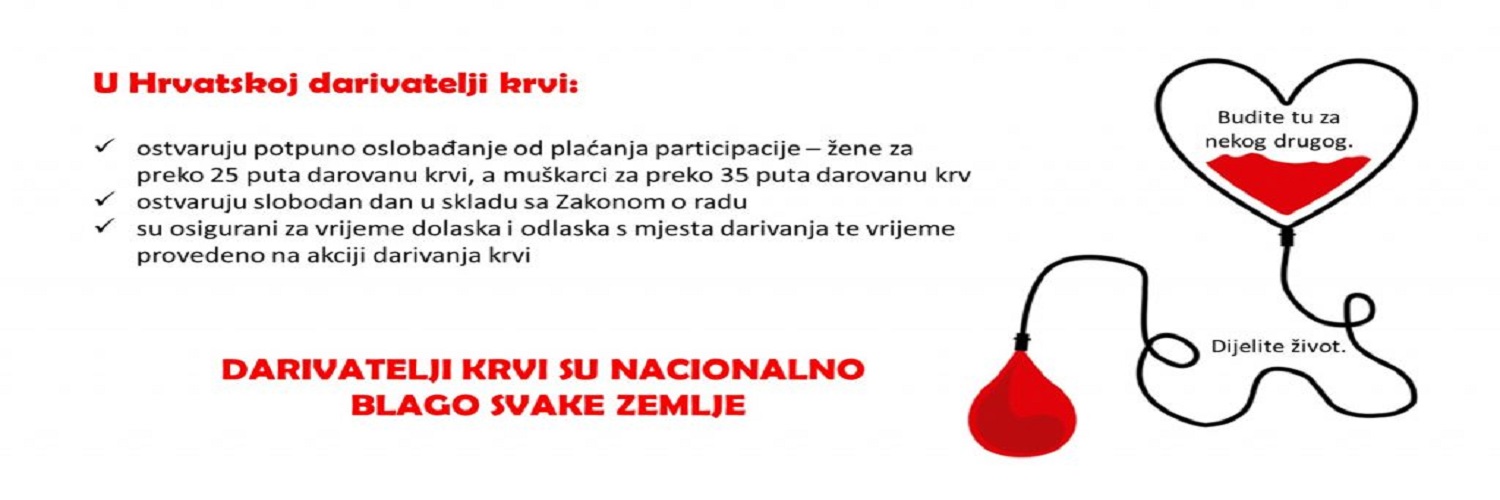 U Hrvatskoj darivatelji krvi:
✓ ostvaruju potpuno oslobađanje od plaćanja participacije – žene za
preko 25 puta darovanu krvi, a muškarci za preko 35 puta darovanu krv
✓ ostvaruju slobodan dan u skladu sa Zakonom o radu
✓ su osigurani za vrijeme dolaska i odlaska s mjesta darivanja te vrijeme
provedeno na akciji darivanja krvi
DARIVATELJI KRVI SU NACIONALNO
BLAGO SVAKE ZEMLJE
Budite tu za
nekog drugog.
Dijelite život.